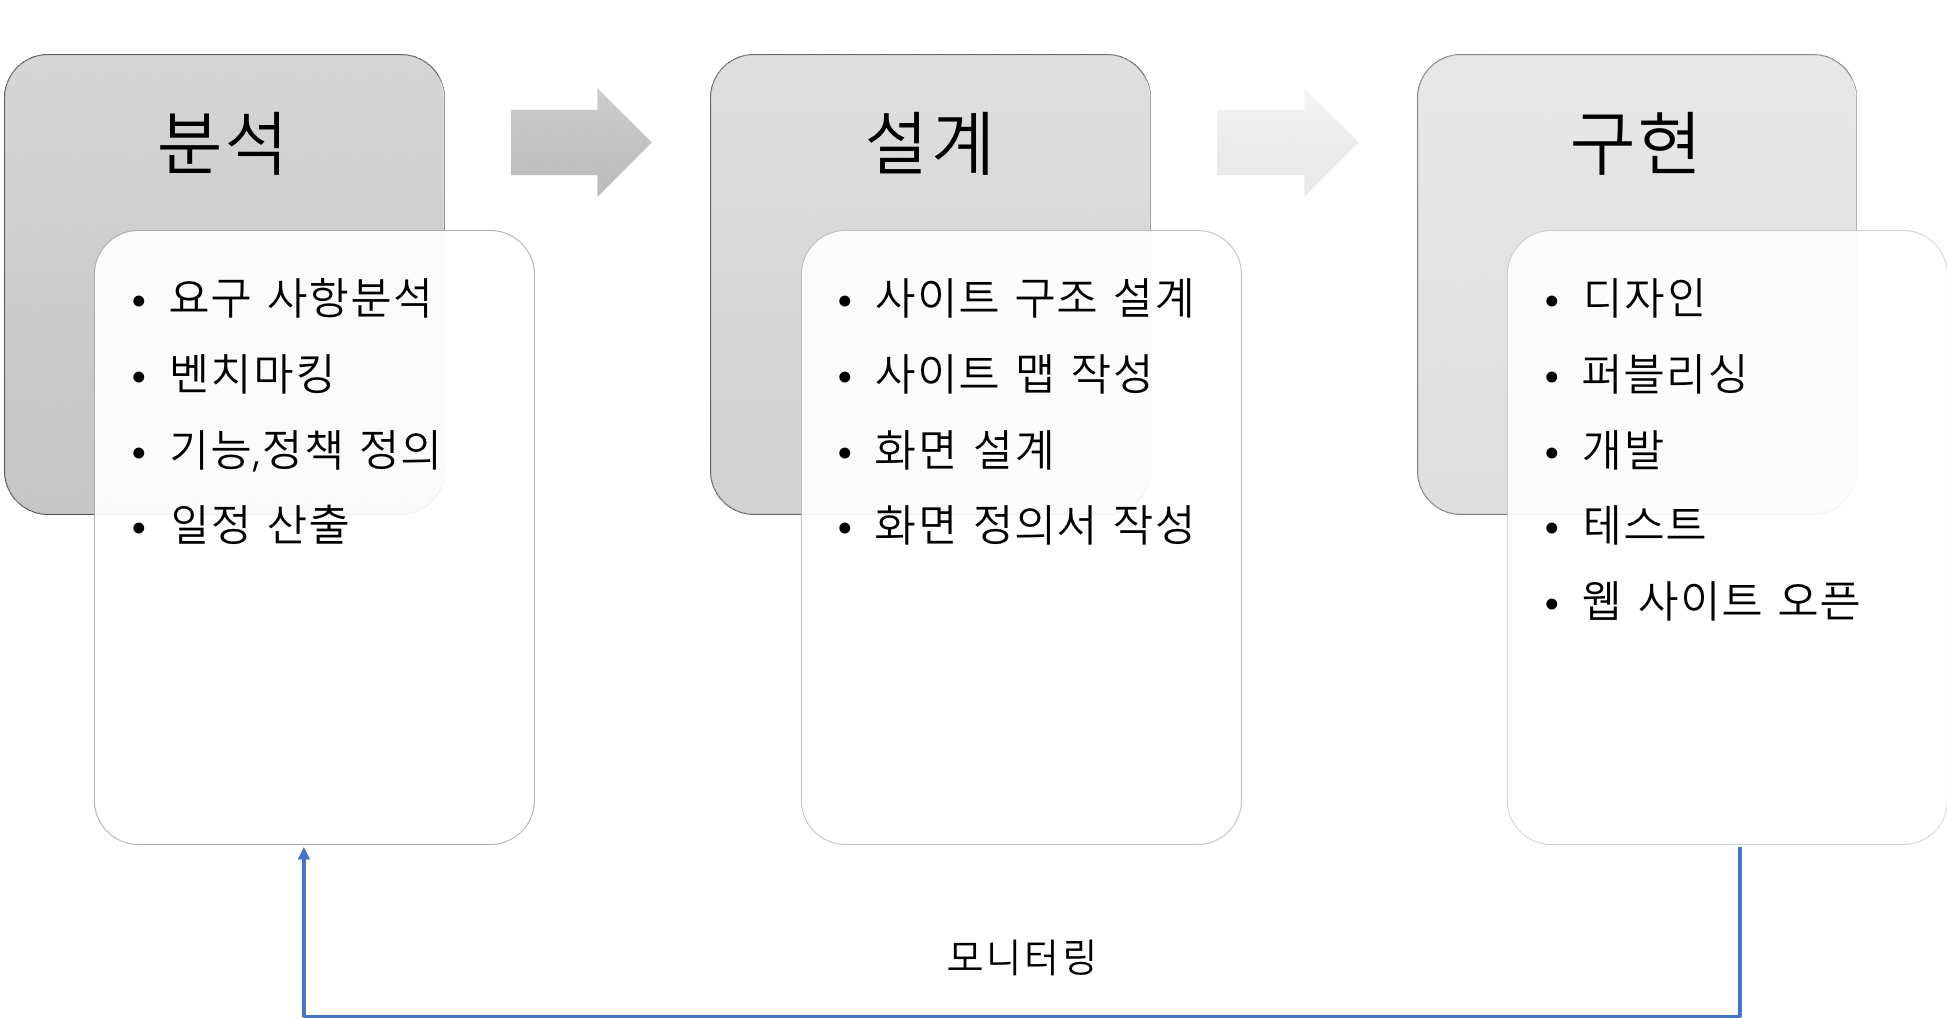 분석
• 요구 사항분석
• 벤치마킹
• 기능,정책 정의
• 일정 산출
설계
• 사이트 구조 설계
• 사이트 맵 작성
• 화면 설계
• 화면 정의서 작성
구현
• 디자인
• 퍼블리싱
• 개발
• 테스트
• 웹 사이트 오픈
모니터링